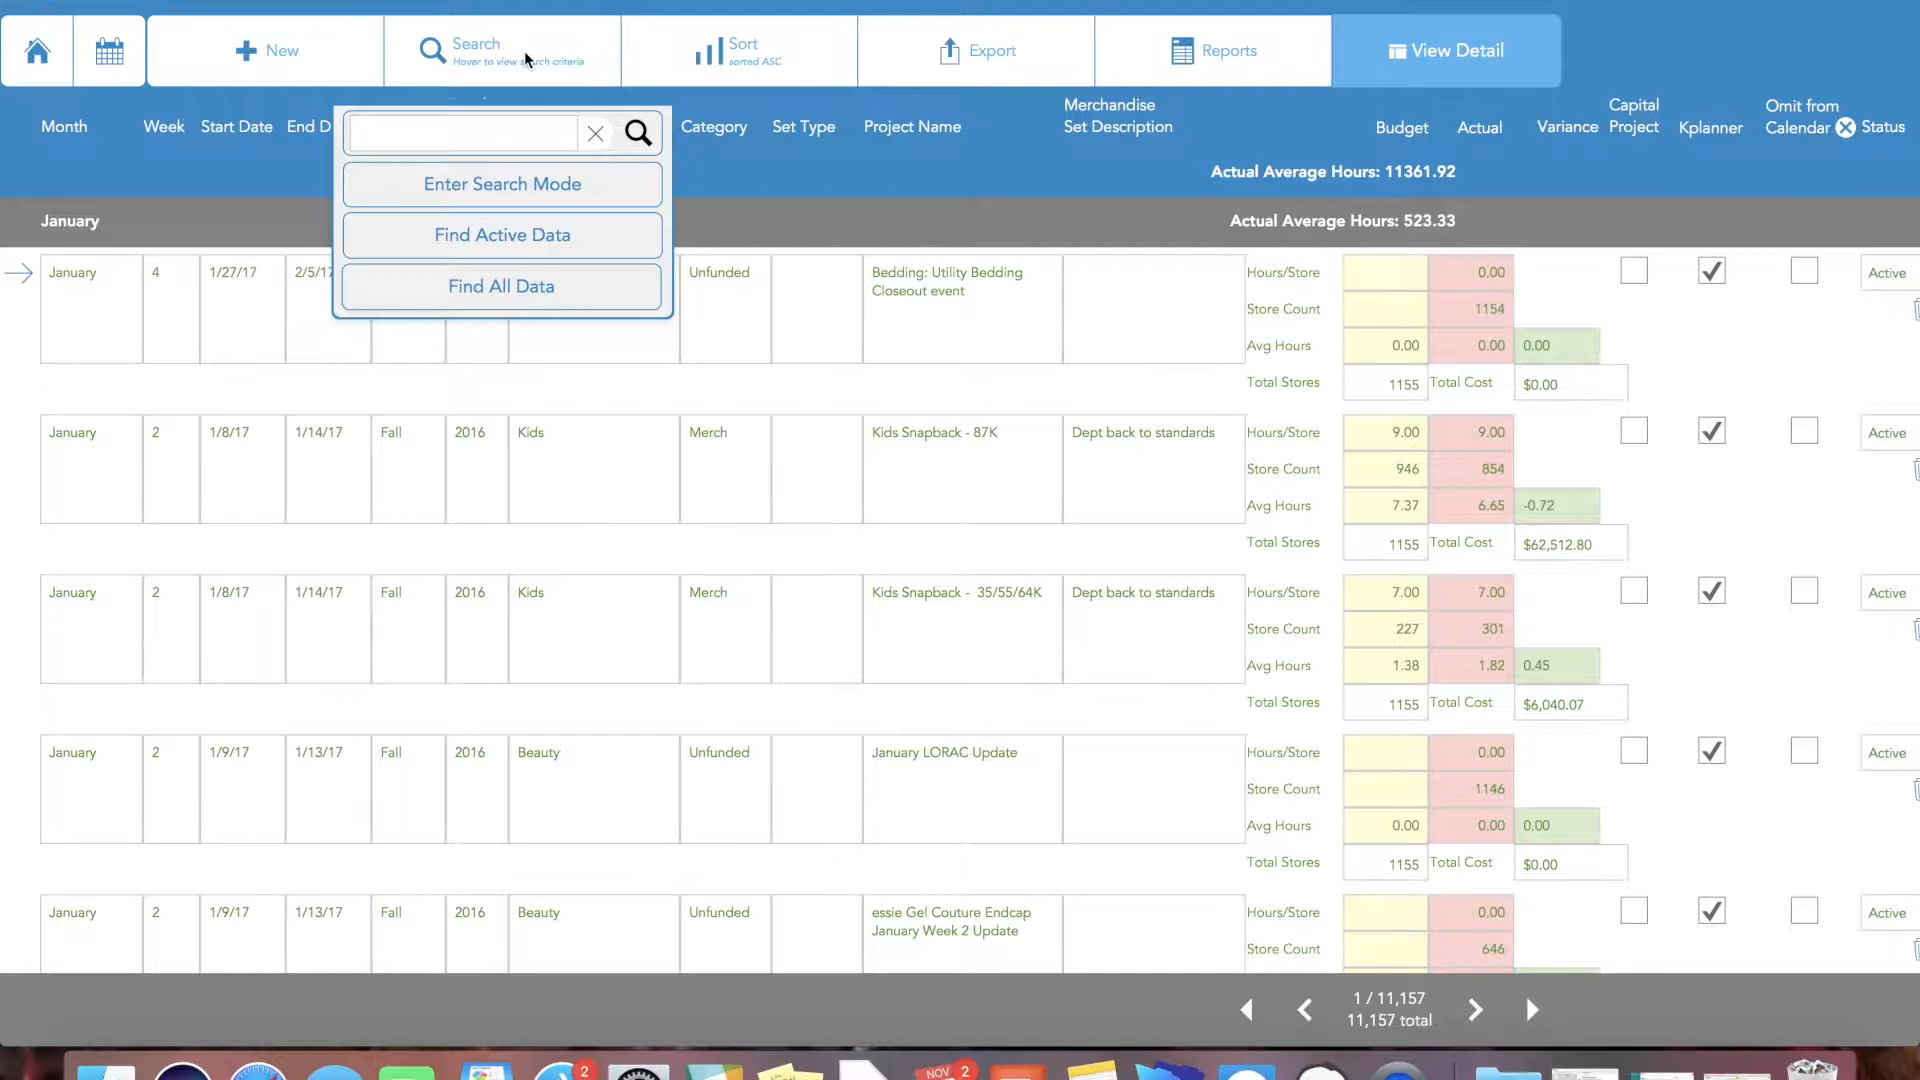 New
Search
Hover to view search criteria
Sort
sorted ASC
Export
Reports
View Detail
Month
Week
Start Date
End D
Category
Set Type
Project Name
Merchandise
Set Description
Budget
Actual
Variance
Capital
Project
Kplanner
Omit from
Calendar
Status
Enter Search Mode
Find Active Data
Find All Data
Actual Average Hours: 11361.92
January
Actual Average Hours: 523.33
January 4 1/27/17 2/5/17 Unfunded
Bedding: Utility Bedding
Closeout event
Hours/Store 0.00 Active
Store Count 1154
Avg Hours 0.00 0.00 0.00
Total Stores 1155 Total Cost $0.00
January 2 1/8/17 1/14/17 Fall 2016 Kids Merch Kids Snapback - 87K Dept back to standards Hours/Store 9.00 9.00 Active
Store Count 946 854
Avg Hours 7.37 6.65 -0.72
Total Stores 1155 Total Cost $62,512.80
January 2 1/8/17 1/14/17 Fall 2016 Kids Merch Kids Snapback - 35/55/64K Dept back to standards Hours/Store 7.00 7.00 Active
Store Count 227 301
Avg Hours 1.38 1.82 0.45
Total Stores 1155 Total Cost $6,040.07
January 2 1/9/17 1/13/17 Fall 2016 Beauty Unfunded January LORAC Update Hours/Store 0.00 Active
Store Count 1146
Avg Hours 0.00 0.00 0.00
Total Stores 1155 Total Cost $0.00
January 2 1/9/17 1/13/17 Fall 2016 Beauty Unfunded
essie Gel Couture Endcap
January Week 2 Update
Hours/Store 0.00 Active
Store Count 646
1 / 11,157
11,157 total
2
NOV 2